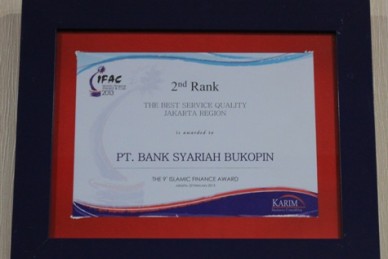 IFAC
2013
2nd Rank
THE BEST SERVICE QUALITY
JAKARTA REGION
is awarded to
PT. BANK SYARIAH BUKOPIN
ISLAMIC FINANCE AWARD
KARIM